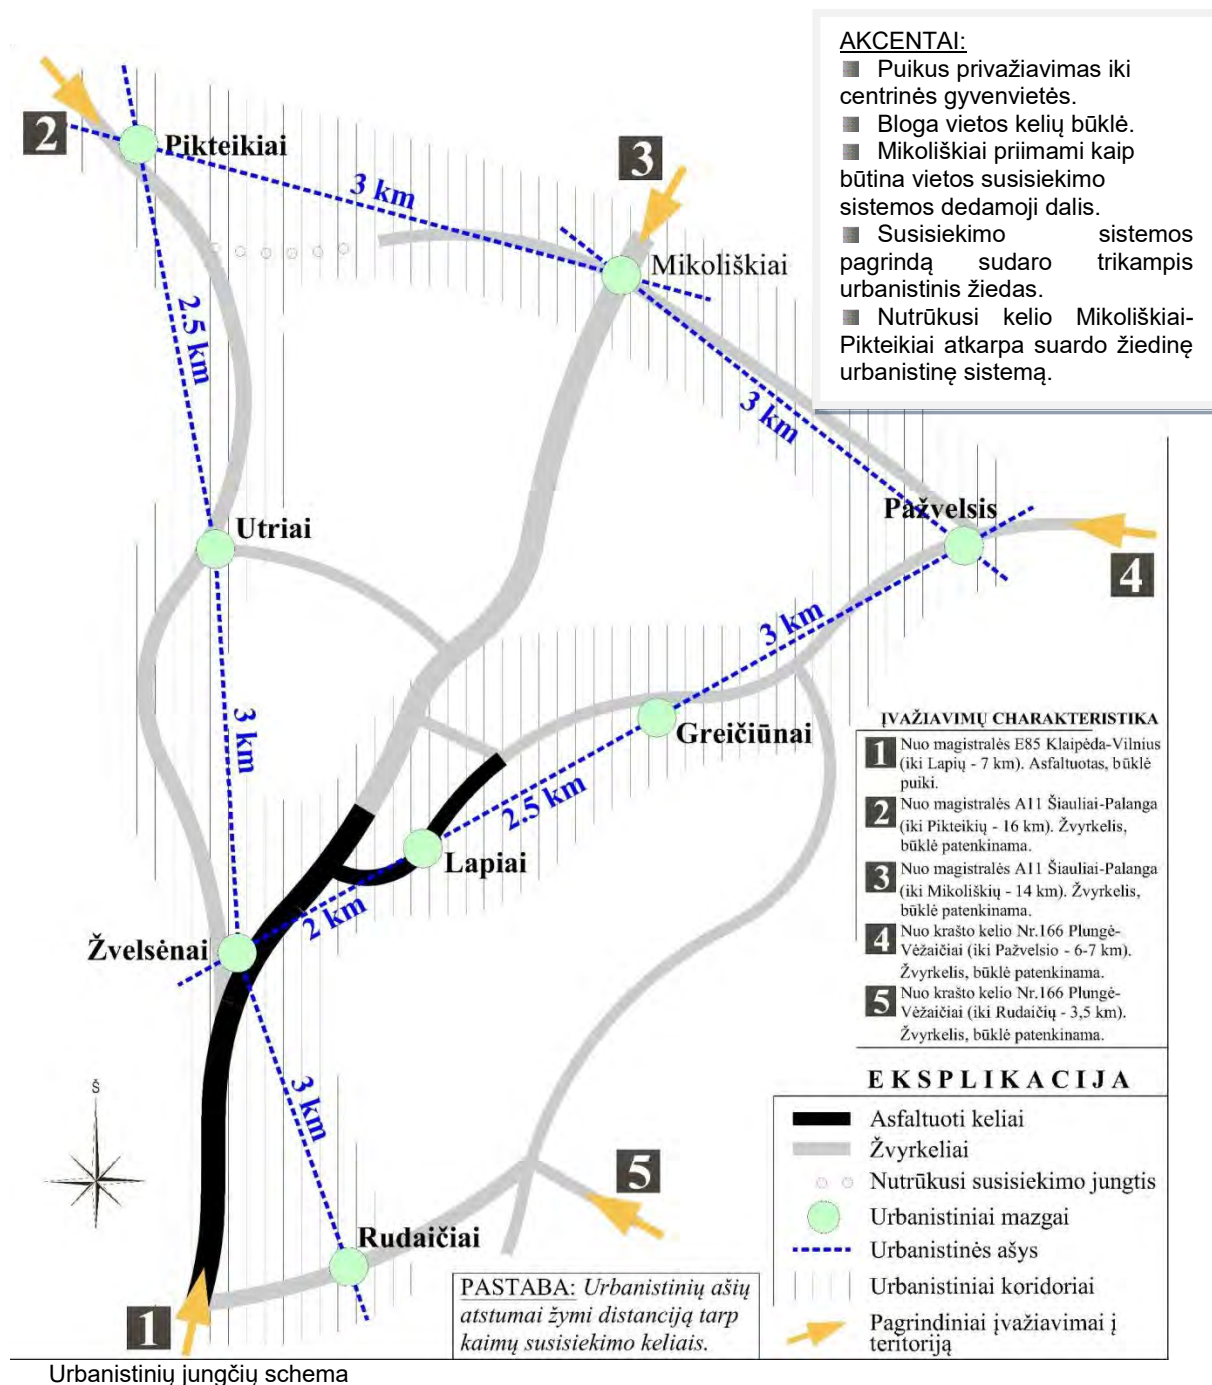 AKCENTAI:
Puikus privažiavimas iki
centrinės gyvenvietės.
Bloga vietos kelių būklė.
Mikoliškiai priimami kaip
būtina vietos susisiekimo
sistemos dedamoji dalis.
Susisiekimo sistemos
pagrindą sudaro trikampis
urbanistinis žiedas.
Nutrūkusi kelio Mikoliškiai-
Pikteikiai atkarpa suardo žiedinę
urbanistinę sistemą.
2
Pikteikiai
3 km
3
Mikoliškiai
2.5 km
3 km
Utriai
Pažvelsis
4
3 km
3 km
Greičiūnai
2.5 km
Lapiai
2 km
Žvelsėnai
3 km
Š
5
Rudaičiai
1
ĮVAŽIAVIMŲ CHARAKTERISTIKA
1 Nuo magistralės E85 Klaipėda-Vilnius
(iki Lapių - 7 km). Asfaltuotas, būklė
puiki.
2 Nuo magistralės A11 Šiauliai-Palanga
(iki Pikteikių - 16 km). Žvyrkelis,
būklė patenkinama.
3 Nuo magistralės A11 Šiauliai-Palanga
(iki Mikoliškių - 14 km). Žvyrkelis,
būklė patenkinama.
4 Nuo krašto kelio Nr.166 Plungė-
Vėžaičiai (iki Pažvelsio - 6-7 km).
Žvyrkelis, būklė patenkinama.
5 Nuo krašto kelio Nr.166 Plungė-
Vėžaičiai (iki Rudaičių - 3,5 km).
Žvyrkelis, būklė patenkinama.
EKSPLIKACIJA
Asfaltuoti keliai
Žvyrkeliai
Nutrūkusi susisiekimo jungtis
Urbanistiniai mazgai
Urbanistinės ašys
Urbanistiniai koridoriai
Pagrindiniai įvažiavimai į
teritoriją
PASTABA: Urbanistinių ašių
atstumai žymi distanciją tarp
kaimų susisiekimo keliais.
Urbanistinių jungčių schema